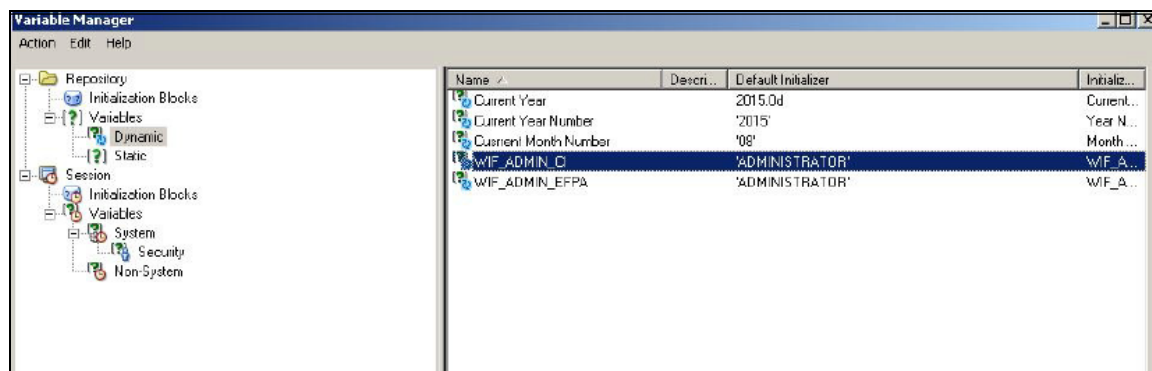 Variable Manager
Action Edit Help
Repository
Initialization Blocks
Variables
Dynamic
Static
Session
Initialization Blocks
Variables
System
Security
Non-System
Name Descri... Default Initializer Initializ...
Current Year 2015.0d Current...
Current Year Number '2015' Year N...
Current Month Number '08' Month ...
WIF_ADMIN_CI 'ADMINISTRATOR' WIF_A...
WIF_ADMIN_EFPA 'ADMINISTRATOR' WIF_A...